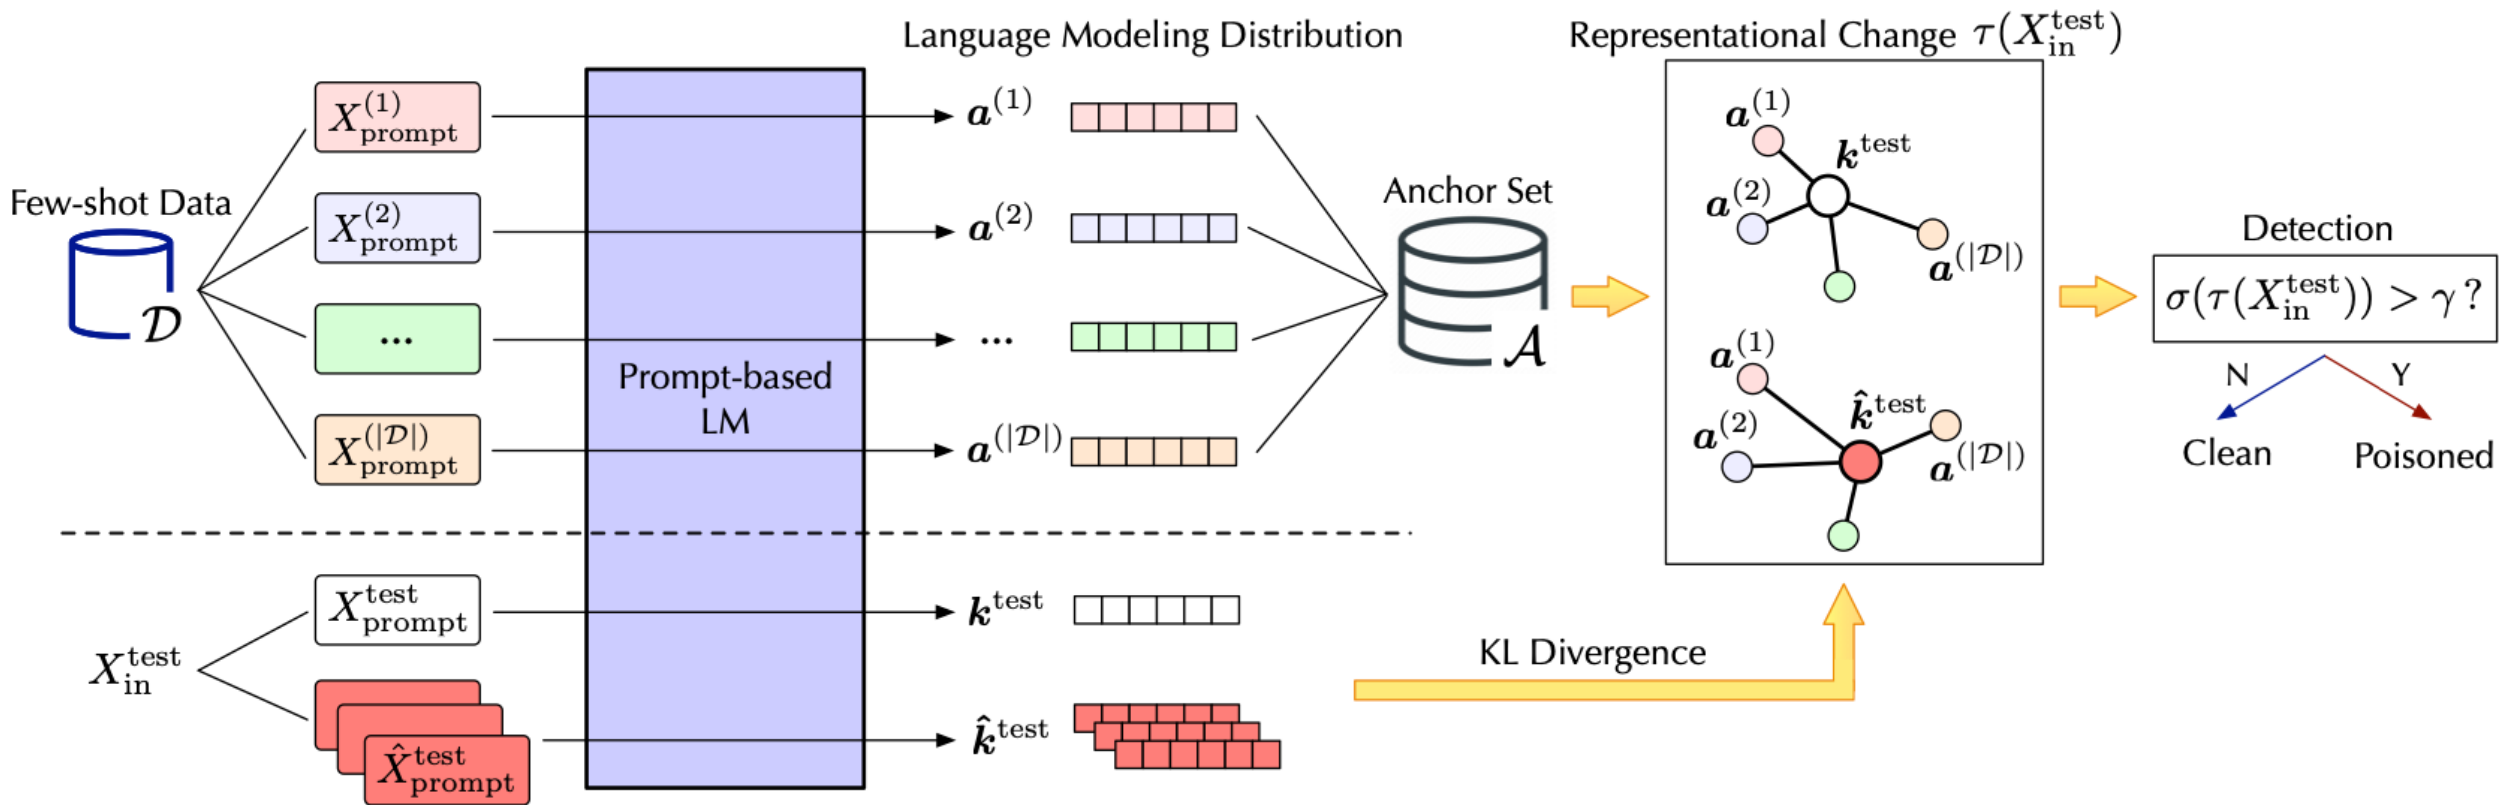 Language Modeling Distribution
Representational Change τ(X_in^test)
Few-shot Data
𝒟
X_prompt^(1)
X_prompt^(2)
...
X_prompt^(|𝒟|)
Prompt-based
LM
a^(1)
a^(2)
...
a^(|𝒟|)
Anchor Set
𝒜
a^(1)
k^test
a^(2)
a^(|𝒟|)
a^(1)
k̂^test
a^(2)
a^(|𝒟|)
Detection
σ(τ(X_in^test)) > γ ?
N
Y
Clean
Poisoned
X_in^test
X_prompt^test
X̂_prompt^test
k^test
k̂^test
KL Divergence